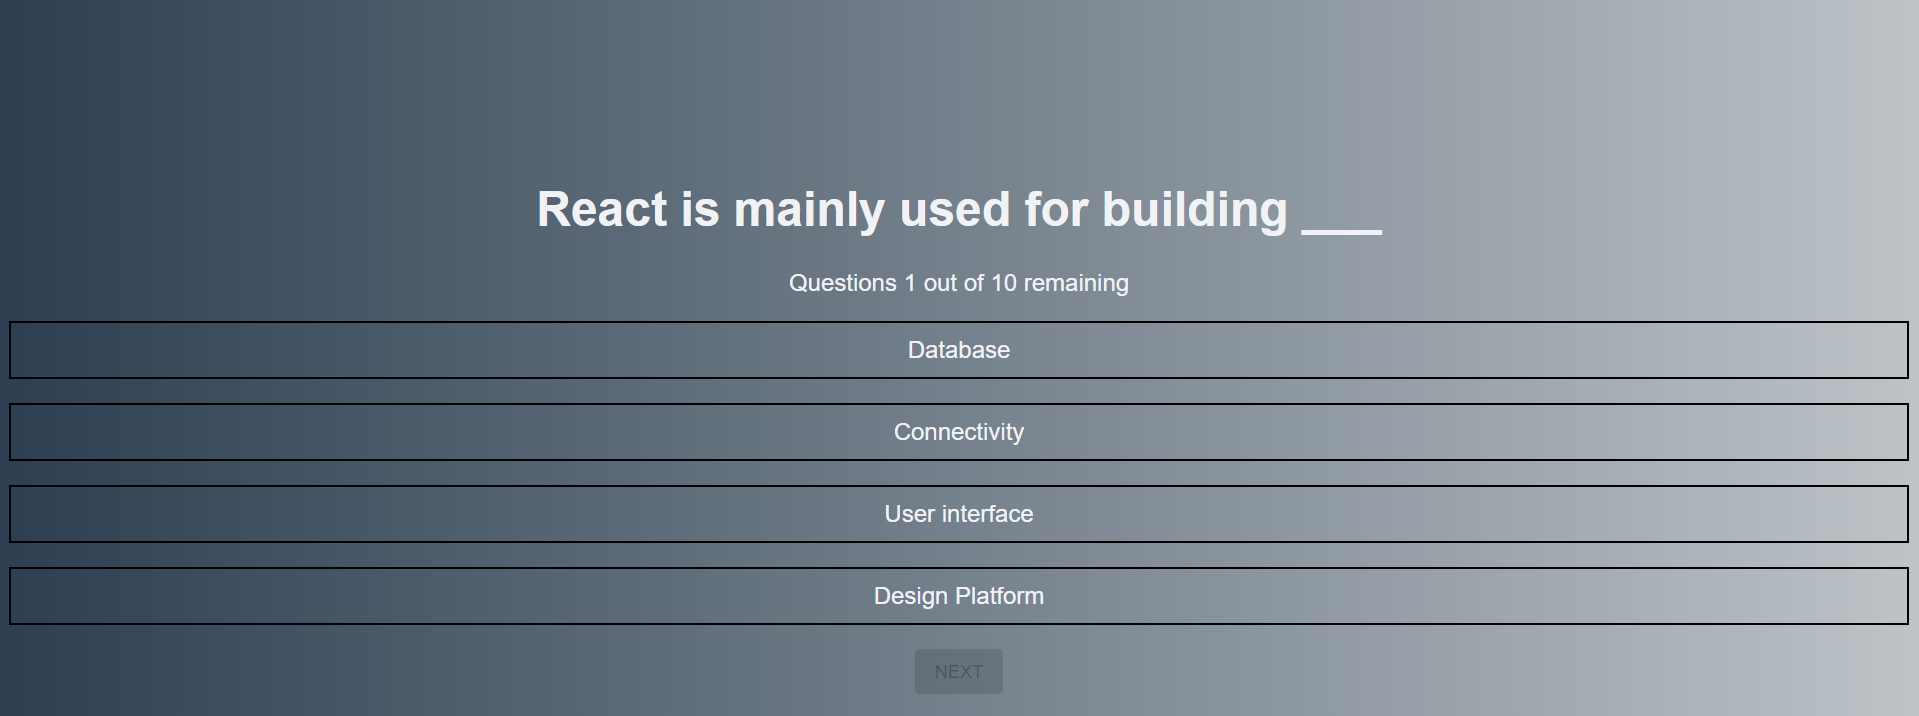 React is mainly used for building ____
Questions 1 out of 10 remaining
Database
Connectivity
User interface
Design Platform
NEXT